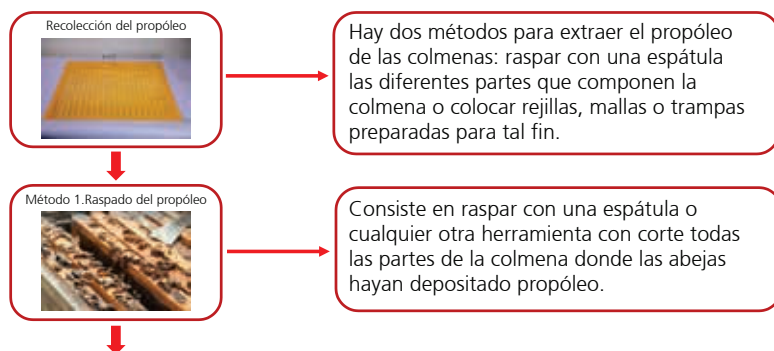 Recolección del propóleo
Hay dos métodos para extraer el propóleo
de las colmenas: raspar con una espátula
las diferentes partes que componen la
colmena o colocar rejillas, mallas o trampas
preparadas para tal fin.
Método 1.Raspado del propóleo
Consiste en raspar con una espátula o
cualquier otra herramienta con corte todas
las partes de la colmena donde las abejas
hayan depositado propóleo.